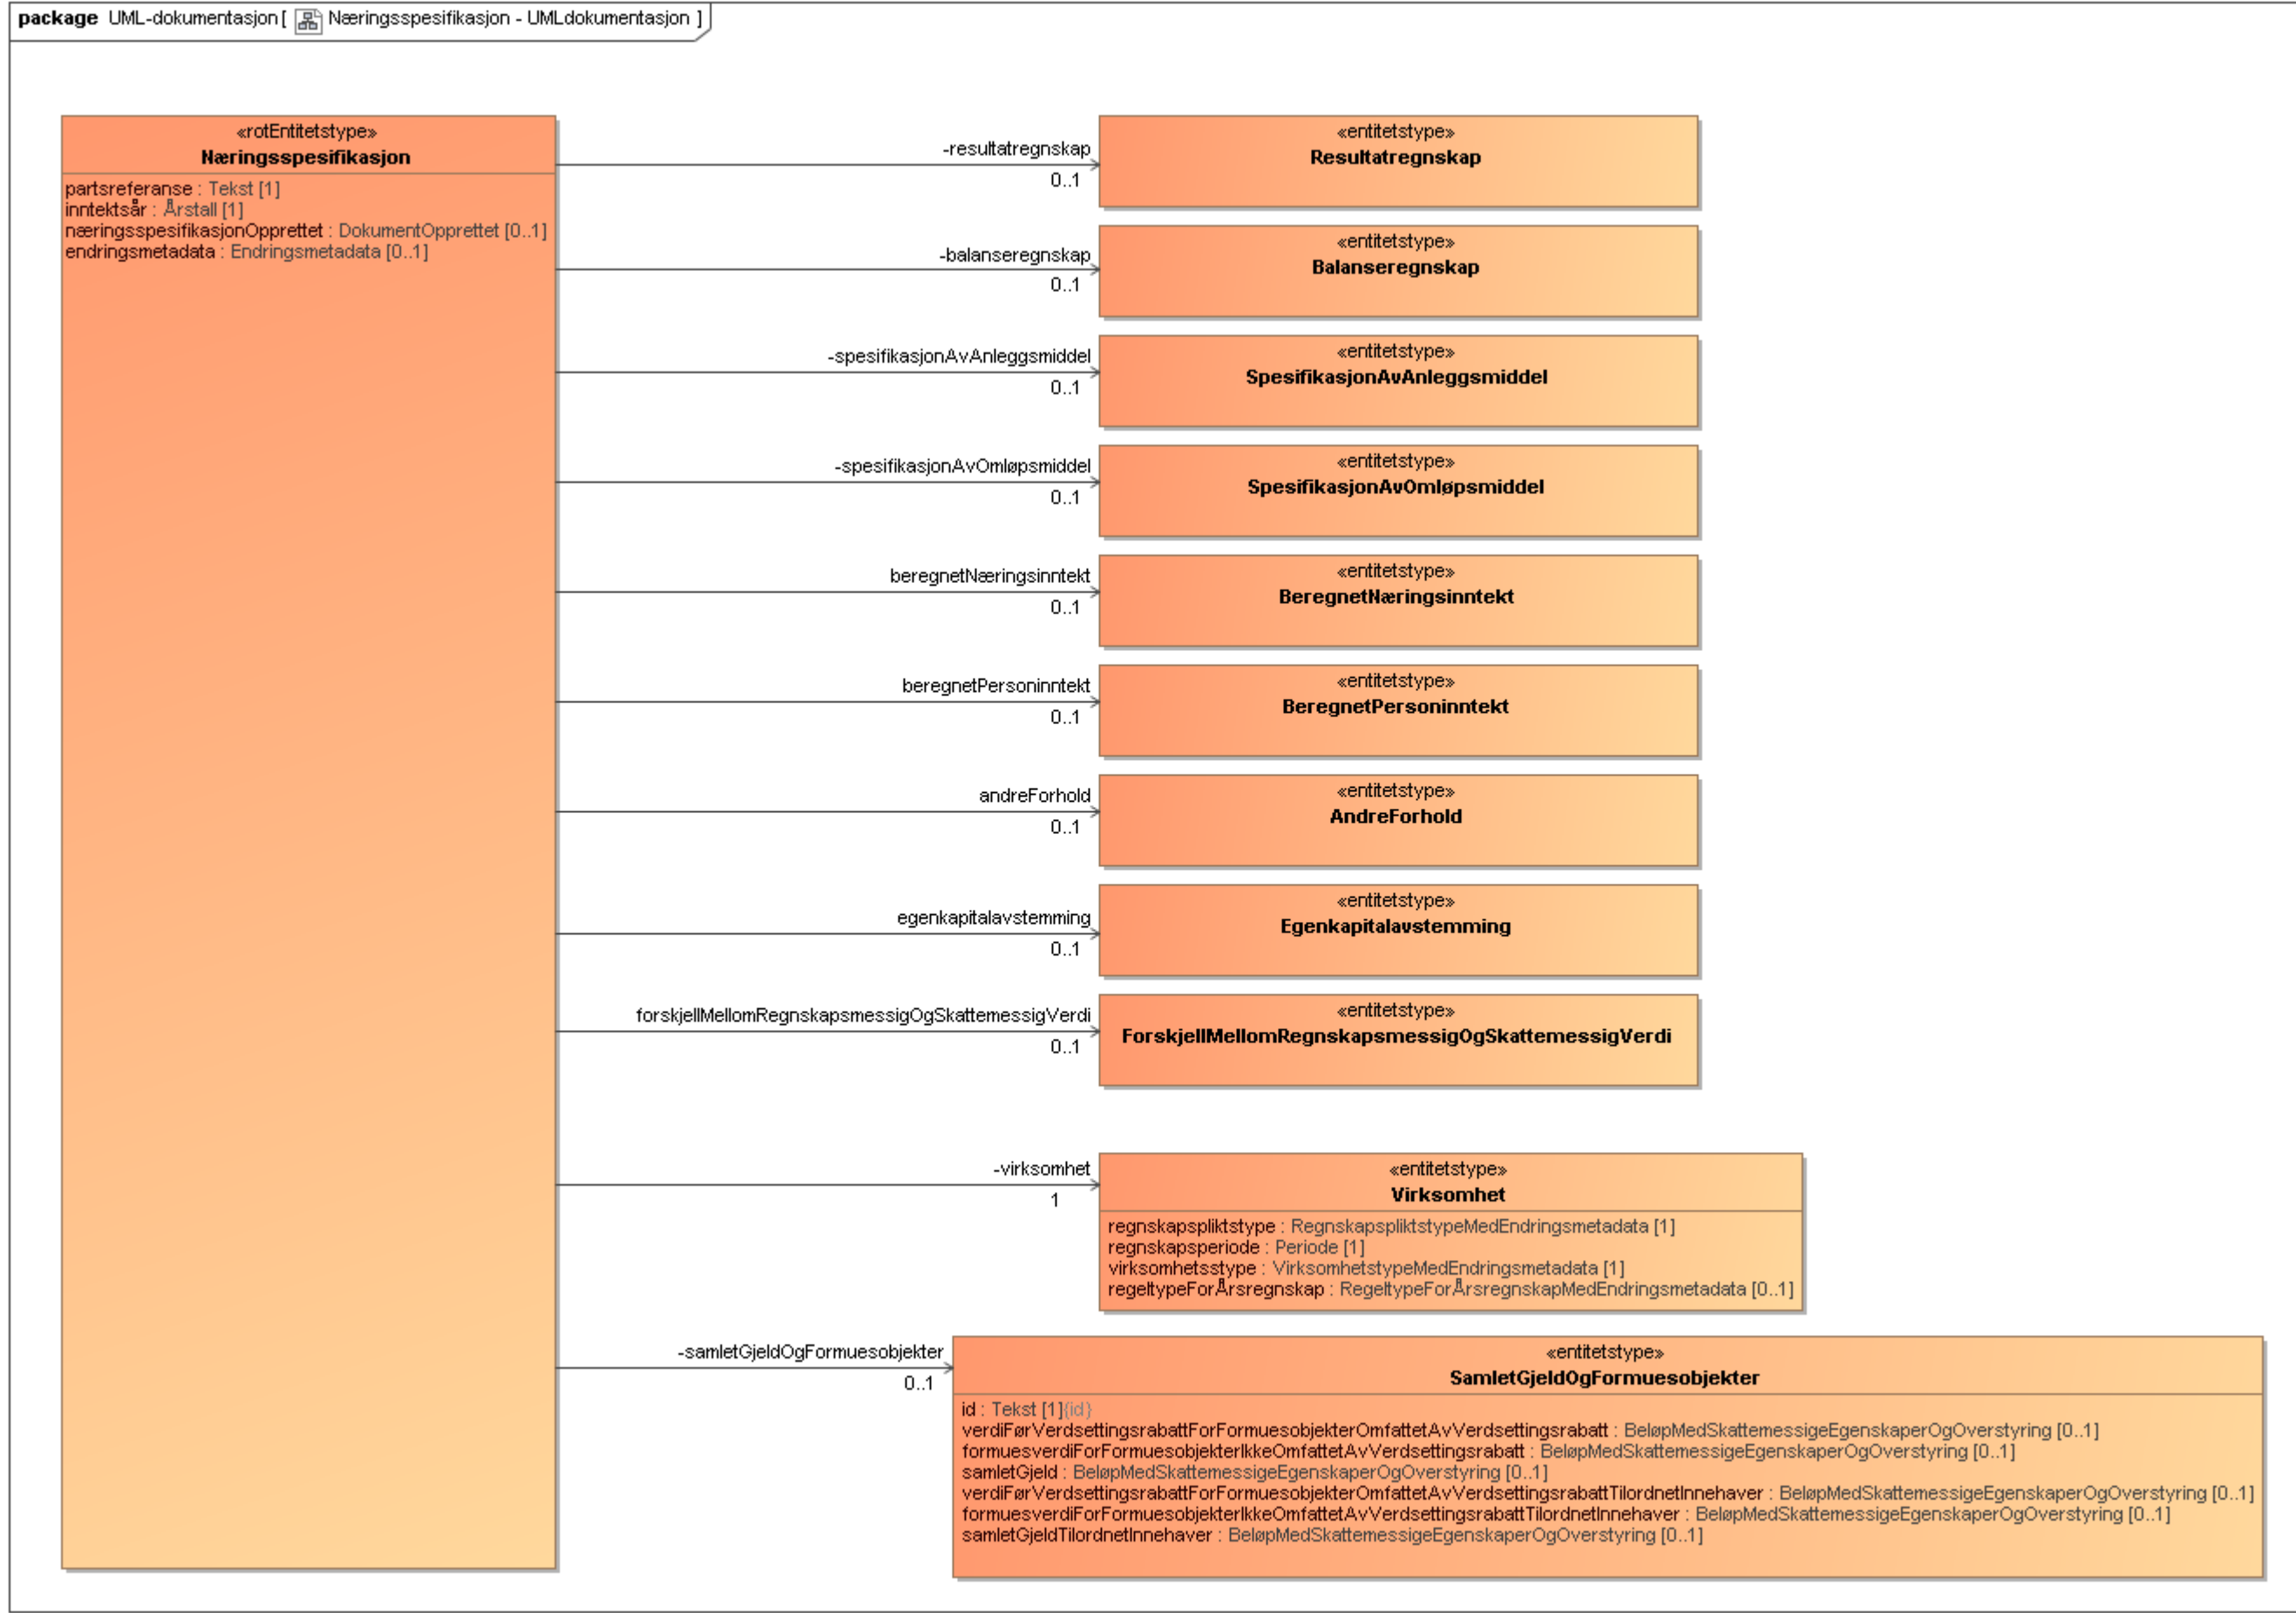 package UML-dokumentasjon [ Næringsspesifikasjon - UMLdokumentasjon ]
«rotEntitetstype»
Næringsspesifikasjon
partsreferanse : Tekst [1]
inntektsår : Årstall [1]
næringsspesifikasjonOpprettet : DokumentOpprettet [0..1]
endringsmetadata : Endringsmetadata [0..1]
-resultatregnskap
0..1
«entitetstype»
Resultatregnskap
-balanseregnskap
0..1
«entitetstype»
Balanseregnskap
-spesifikasjonAvAnleggsmiddel
0..1
«entitetstype»
SpesifikasjonAvAnleggsmiddel
-spesifikasjonAvOmløpsmiddel
0..1
«entitetstype»
SpesifikasjonAvOmløpsmiddel
beregnetNæringsinntekt
0..1
«entitetstype»
BeregnetNæringsinntekt
beregnetPersoninntekt
0..1
«entitetstype»
BeregnetPersoninntekt
andreForhold
0..1
«entitetstype»
AndreForhold
egenkapitalavstemming
0..1
«entitetstype»
Egenkapitalavstemming
forskjellMellomRegnskapsmessigOgSkattemessigVerdi
0..1
«entitetstype»
ForskjellMellomRegnskapsmessigOgSkattemessigVerdi
-virksomhet
1
«entitetstype»
Virksomhet
regnskapspliktstype : RegnskapspliktstypeMedEndringsmetadata [1]
regnskapsperiode : Periode [1]
virksomhetsstype : VirksomhetstypeMedEndringsmetadata [1]
regeltypeForÅrsregnskap : RegeltypeForÅrsregnskapMedEndringsmetadata [0..1]
-samletGjeldOgFormuesobjekter
0..1
«entitetstype»
SamletGjeldOgFormuesobjekter
id : Tekst [1]{id}
verdiFørVerdsettingsrabattForFormuesobjekterOmfattetAvVerdsettingsrabatt : BeløpMedSkattemessigeEgenskaperOgOverstyring [0..1]
formuesverdiForFormuesobjekterIkkeOmfattetAvVerdsettingsrabatt : BeløpMedSkattemessigeEgenskaperOgOverstyring [0..1]
samletGjeld : BeløpMedSkattemessigeEgenskaperOgOverstyring [0..1]
verdiFørVerdsettingsrabattForFormuesobjekterOmfattetAvVerdsettingsrabattTilordnetInnehaver : BeløpMedSkattemessigeEgenskaperOgOverstyring [0..1]
formuesverdiForFormuesobjekterIkkeOmfattetAvVerdsettingsrabattTilordnetInnehaver : BeløpMedSkattemessigeEgenskaperOgOverstyring [0..1]
samletGjeldTilordnetInnehaver : BeløpMedSkattemessigeEgenskaperOgOverstyring [0..1]